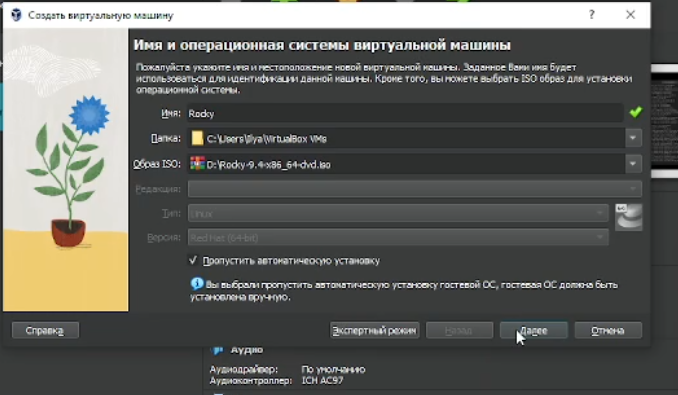 Создать виртуальную машину
Имя и операционная системы виртуальной машины
Пожалуйста укажите имя и местоположение новой виртуальной машины. Заданное Вами имя будет
использоваться для идентификации данной машины. Кроме того, вы можете выбрать ISO образ для установки
операционной системы.
Имя: Rocky
Папка: C:\Users\Ilya\VirtualBox VMs
Образ ISO: D:\Rocky-9.4-x86_64-dvd.iso
Редакция:
Тип: Linux
Версия: Red Hat (64-bit)
Пропустить автоматическую установку
Вы выбрали пропустить автоматическую установку гостевой ОС, гостевая ОС должна быть
установлена вручную.
Справка Экспертный режим Назад Далее Отмена
Аудио
Аудиодрайвер: По умолчанию
Аудиоконтроллер: ICH AC97